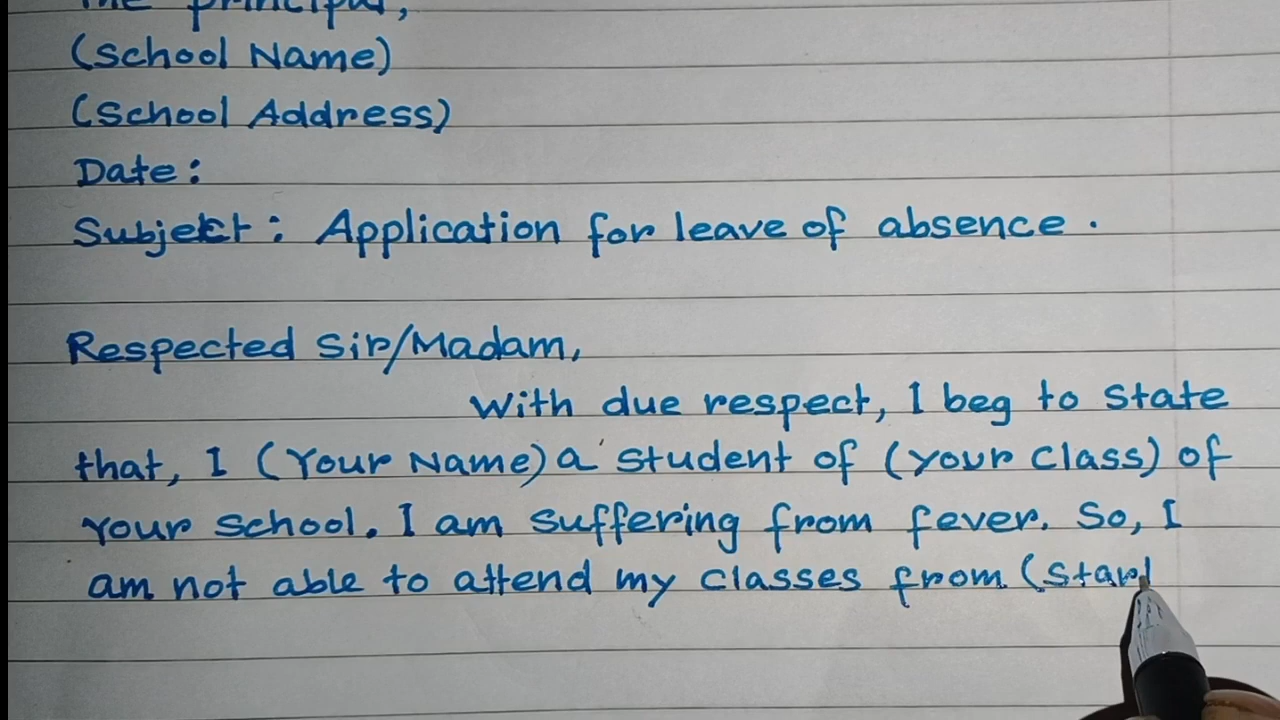 The principal,
(School Name)
(School Address)
Date:
Subject: Application for leave of absence.
Respected Sir/Madam,
With due respect, I beg to state
that, I (Your Name) a student of (your class) of
your school. I am suffering from fever. So, I
am not able to attend my classes from (Start